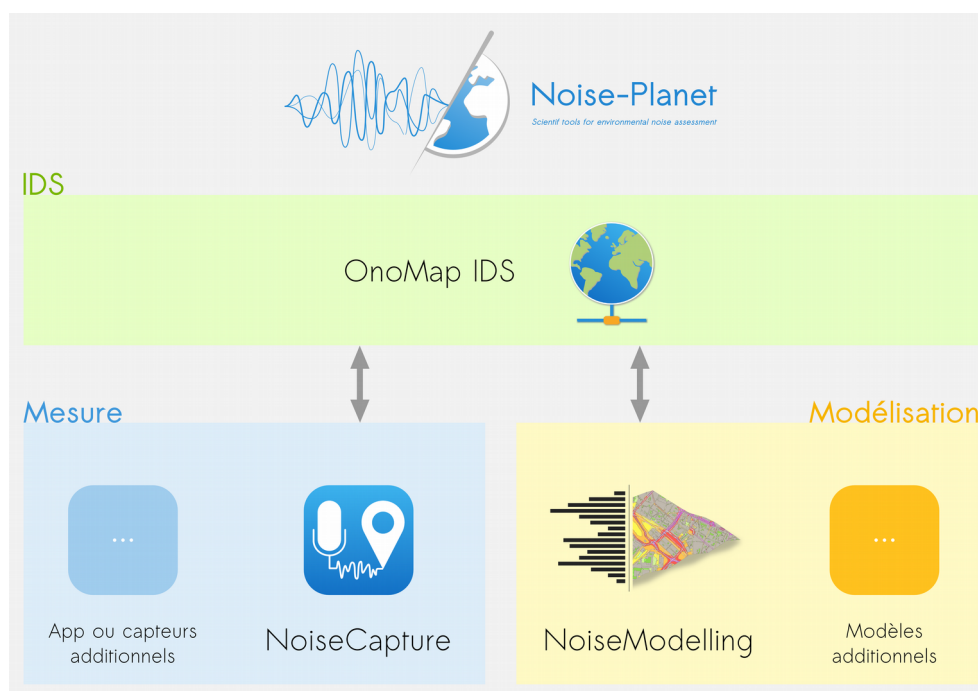 Noise-Planet
Scientif tools for environmental noise assessment
IDS
OnoMap IDS
Mesure
Modélisation
...
...
App ou capteurs
additionnels
NoiseCapture
NoiseModelling
Modèles
additionnels